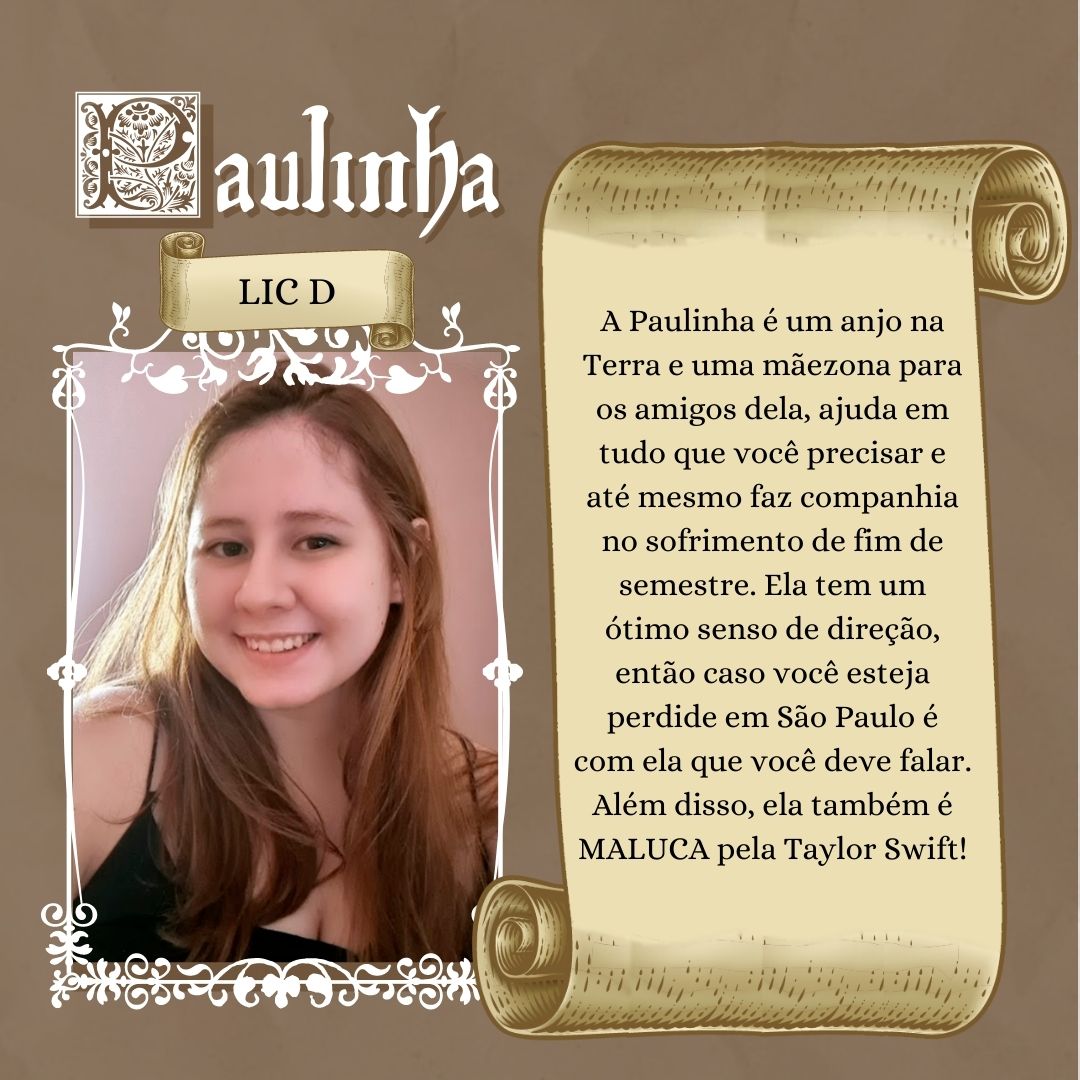 Paulinha
LIC D
A Paulinha é um anjo na
Terra e uma mãezona para
os amigos dela, ajuda em
tudo que você precisar e
até mesmo faz companhia
no sofrimento de fim de
semestre. Ela tem um
ótimo senso de direção,
então caso você esteja
perdide em São Paulo é
com ela que você deve falar.
Além disso, ela também é
MALUCA pela Taylor Swift!